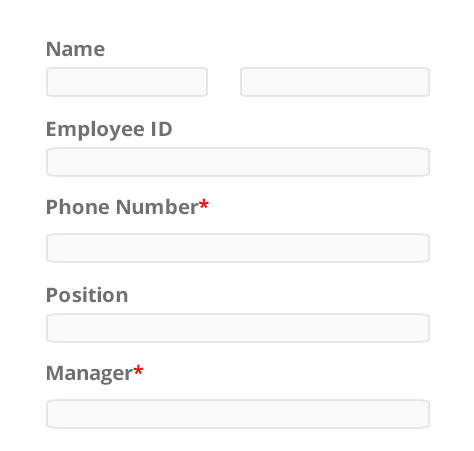 Name
Employee ID
Phone Number*
Position
Manager*